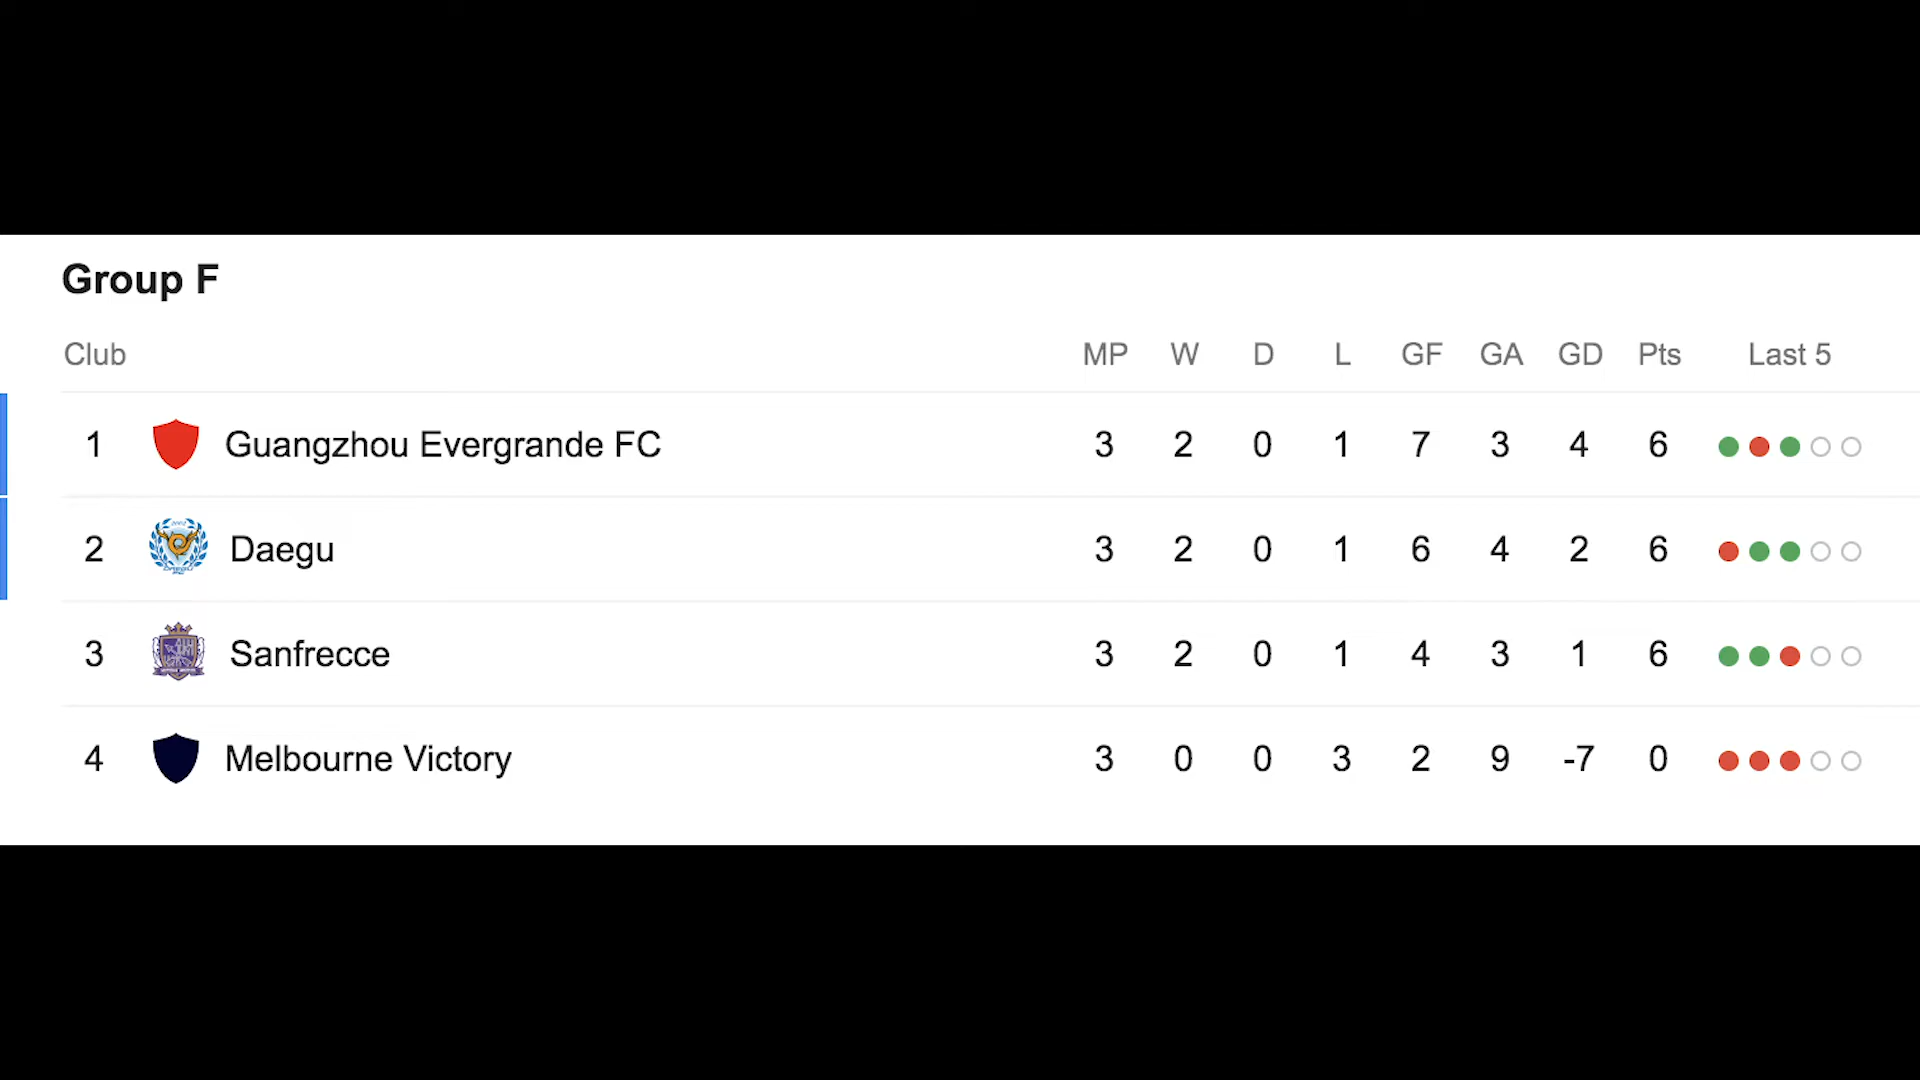 Group F
Club MP W D L GF GA GD Pts Last 5
1 Guangzhou Evergrande FC 3 2 0 1 7 3 4 6
2 Daegu 3 2 0 1 6 4 2 6
3 Sanfrecce 3 2 0 1 4 3 1 6
4 Melbourne Victory 3 0 0 3 2 9 -7 0